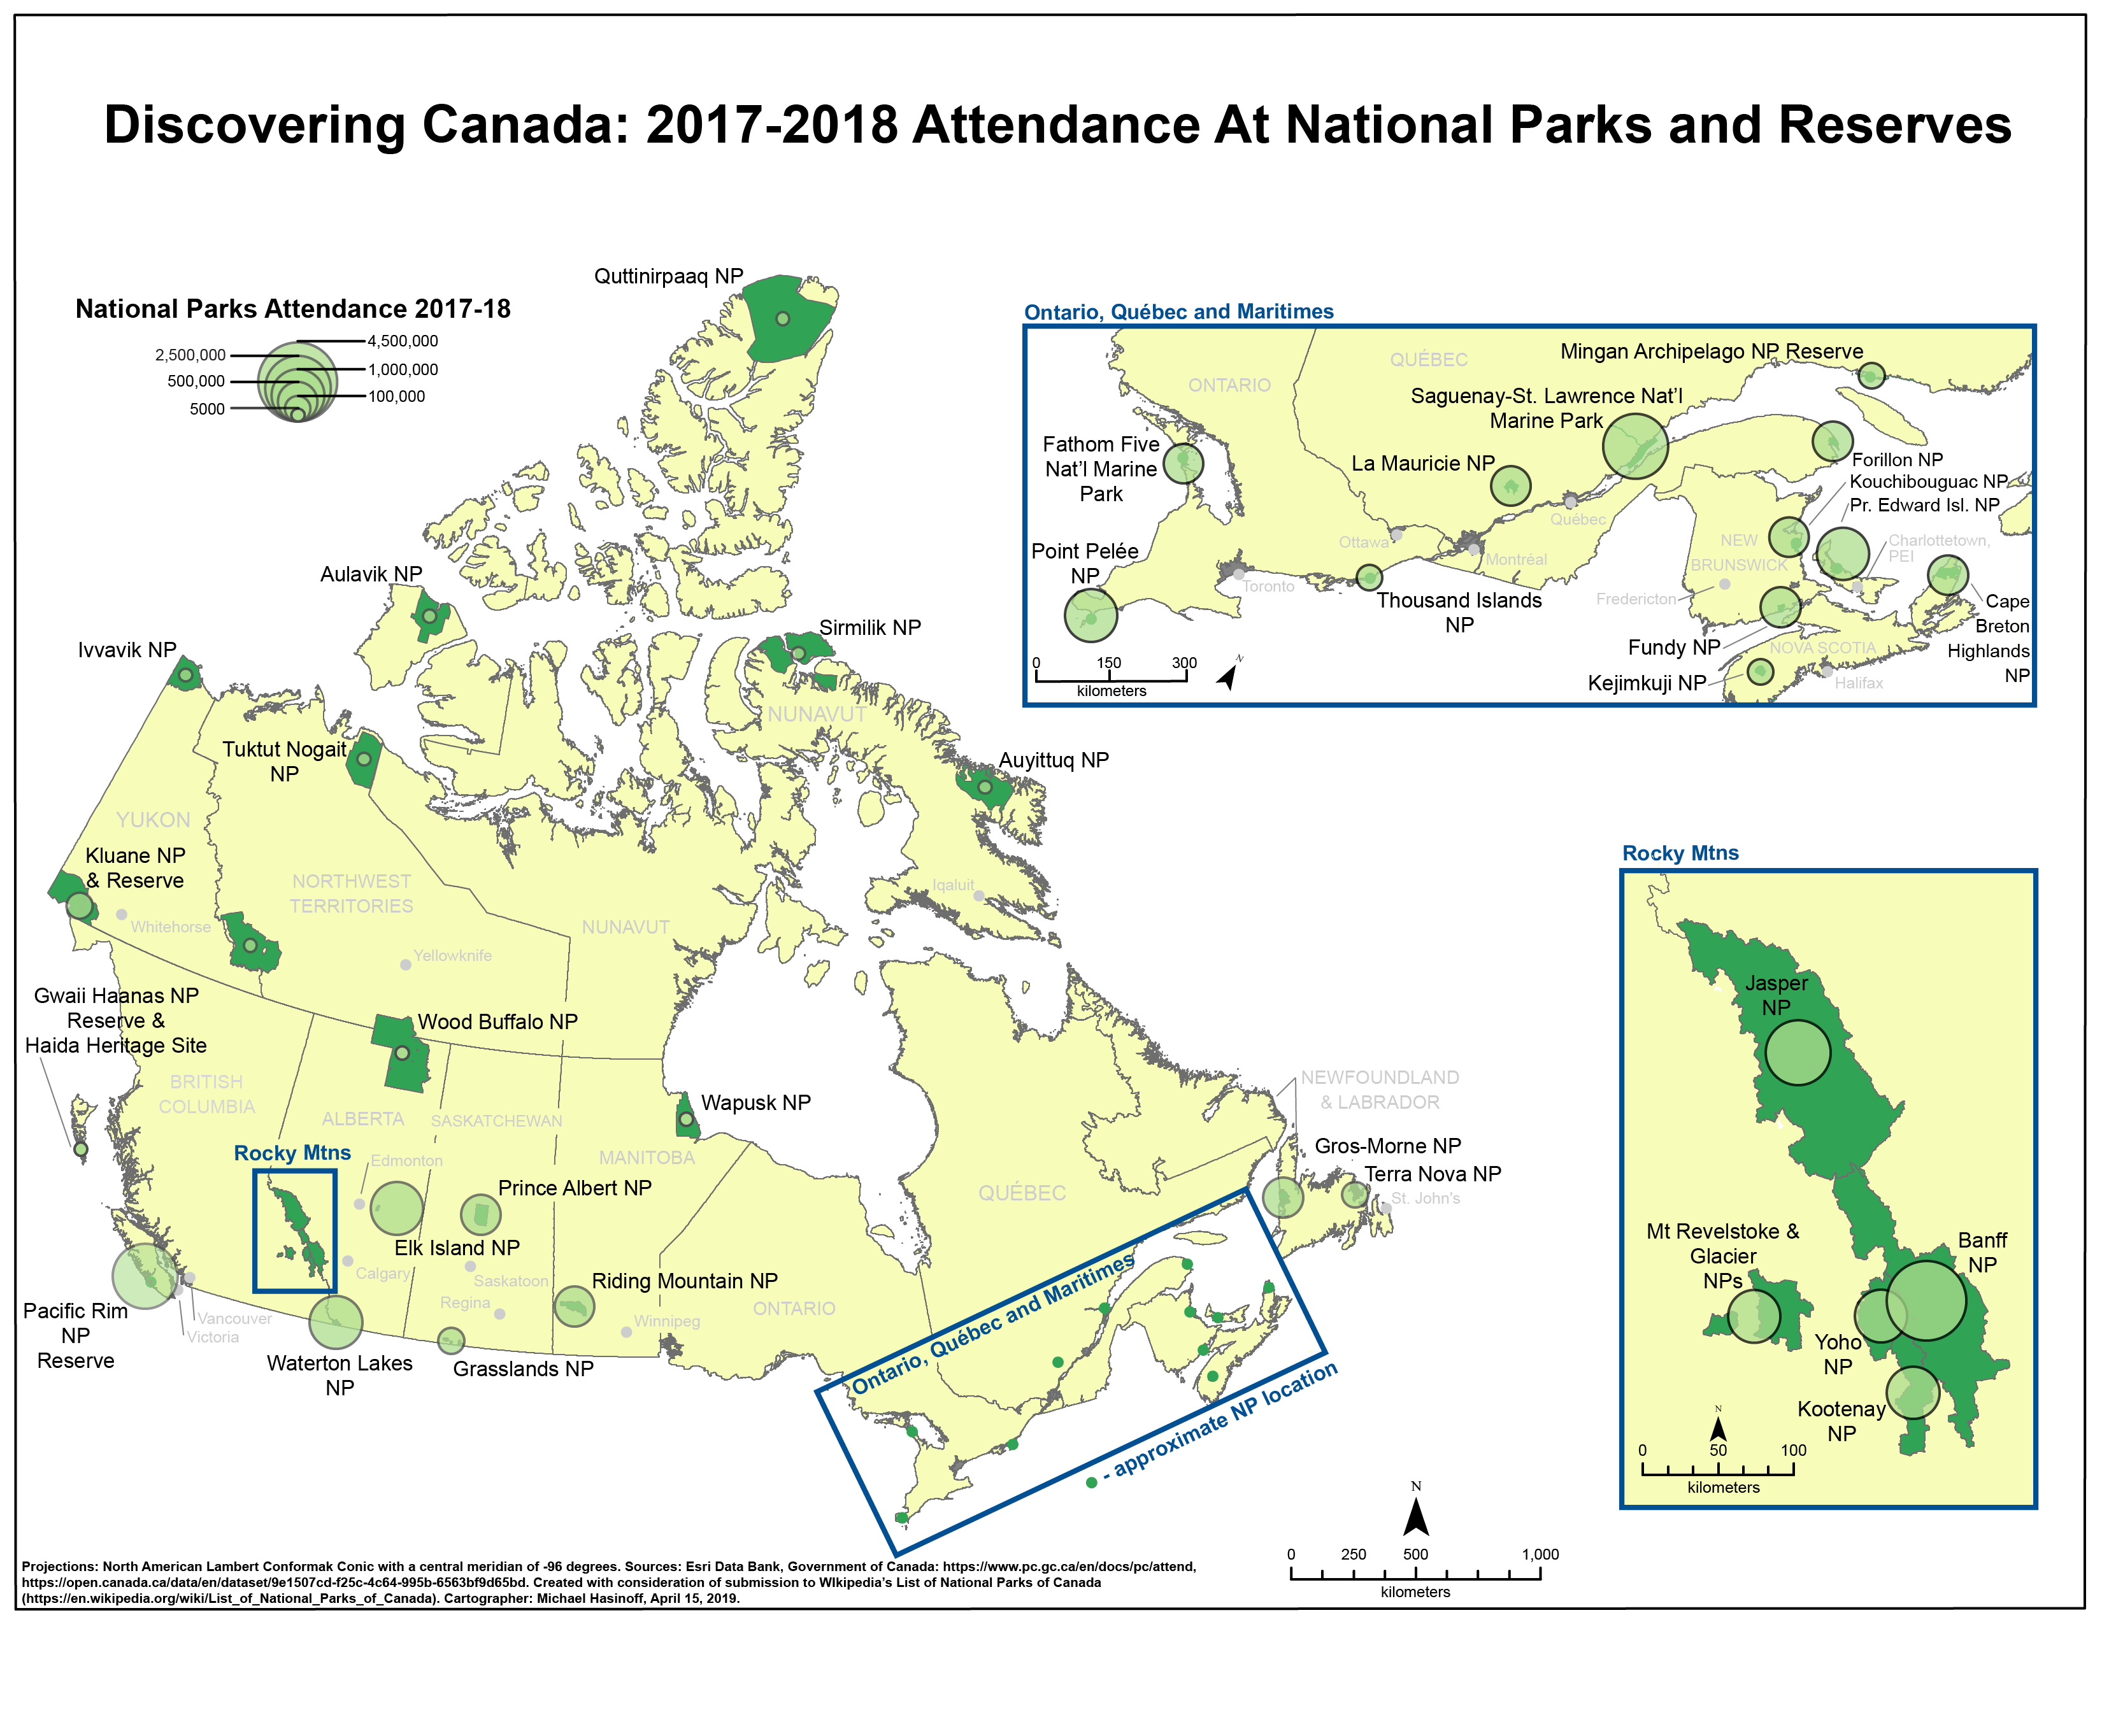 Discovering Canada: 2017-2018 Attendance At National Parks and Reserves
National Parks Attendance 2017-18
4,500,000
2,500,000
1,000,000
500,000
100,000
5000
Quttinirpaaq NP
Aulavik NP
Sirmilik NP
Ivvavik NP
NUNAVUT
Tuktut Nogait
NP
Auyittuq NP
YUKON
Kluane NP
& Reserve
Whitehorse
NORTHWEST
TERRITORIES
Iqaluit
NUNAVUT
Yellowknife
Gwaii Haanas NP
Reserve &
Haida Heritage Site
Wood Buffalo NP
BRITISH
COLUMBIA
ALBERTA
SASKATCHEWAN
Wapusk NP
MANITOBA
NEWFOUNDLAND
& LABRADOR
Rocky Mtns
Edmonton
Prince Albert NP
QUÉBEC
Gros-Morne NP
Terra Nova NP
St. John's
Elk Island NP
Calgary
Saskatoon
Riding Mountain NP
Regina
Winnipeg
ONTARIO
Pacific Rim
NP
Reserve
Vancouver
Victoria
Waterton Lakes
NP
Grasslands NP
Ontario, Québec and Maritimes
- approximate NP location
Ontario, Québec and Maritimes
Mingan Archipelago NP Reserve
QUÉBEC
ONTARIO
Saguenay-St. Lawrence Nat'l
Marine Park
Fathom Five
Nat'l Marine
Park
La Mauricie NP
Forillon NP
Kouchibouguac NP
Pr. Edward Isl. NP
Québec
Ottawa
Montréal
NEW
BRUNSWICK
Charlottetown,
PEI
Point Pelée
NP
Toronto
Thousand Islands
NP
Fredericton
Cape
Breton
Highlands
NP
Fundy NP
NOVA SCOTIA
Kejimkuji NP
Halifax
0 150 300
kilometers
N
Rocky Mtns
Jasper
NP
Mt Revelstoke &
Glacier
NPs
Banff
NP
Yoho
NP
Kootenay
NP
N
0 50 100
kilometers
N
0 250 500 1,000
kilometers
Projections: North American Lambert Conformak Conic with a central meridian of -96 degrees. Sources: Esri Data Bank, Government of Canada: https://www.pc.gc.ca/en/docs/pc/attend,
https://open.canada.ca/data/en/dataset/9e1507cd-f25c-4c64-995b-6563bf9d65bd. Created with consideration of submission to WIkipedia's List of National Parks of Canada
(https://en.wikipedia.org/wiki/List_of_National_Parks_of_Canada). Cartographer: Michael Hasinoff, April 15, 2019.